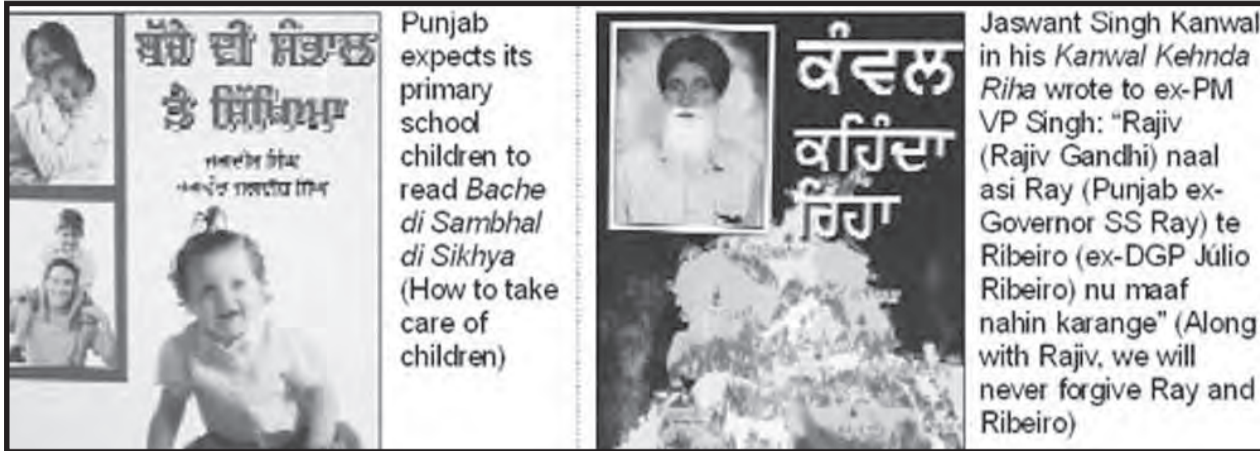 ਬੱਚੇ ਦੀ ਸੰਭਾਲ
ਤੇ ਸਿੱਖਿਆ
Punjab
expects its
primary
school
children to
read Bache
di Sambhal
di Sikhya
(How to take
care of
children)
ਕੰਵਲ
ਕਹਿੰਦਾ
ਰਿਹਾ
Jaswant Singh Kanwal
in his Kanwal Kehnda
Riha wrote to ex-PM
VP Singh: “Rajiv
(Rajiv Gandhi) naal
asi Ray (Punjab ex-
Governor SS Ray) te
Ribeiro (ex-DGP Júlio
Ribeiro) nu maaf
nahin karange” (Along
with Rajiv, we will
never forgive Ray and
Ribeiro)